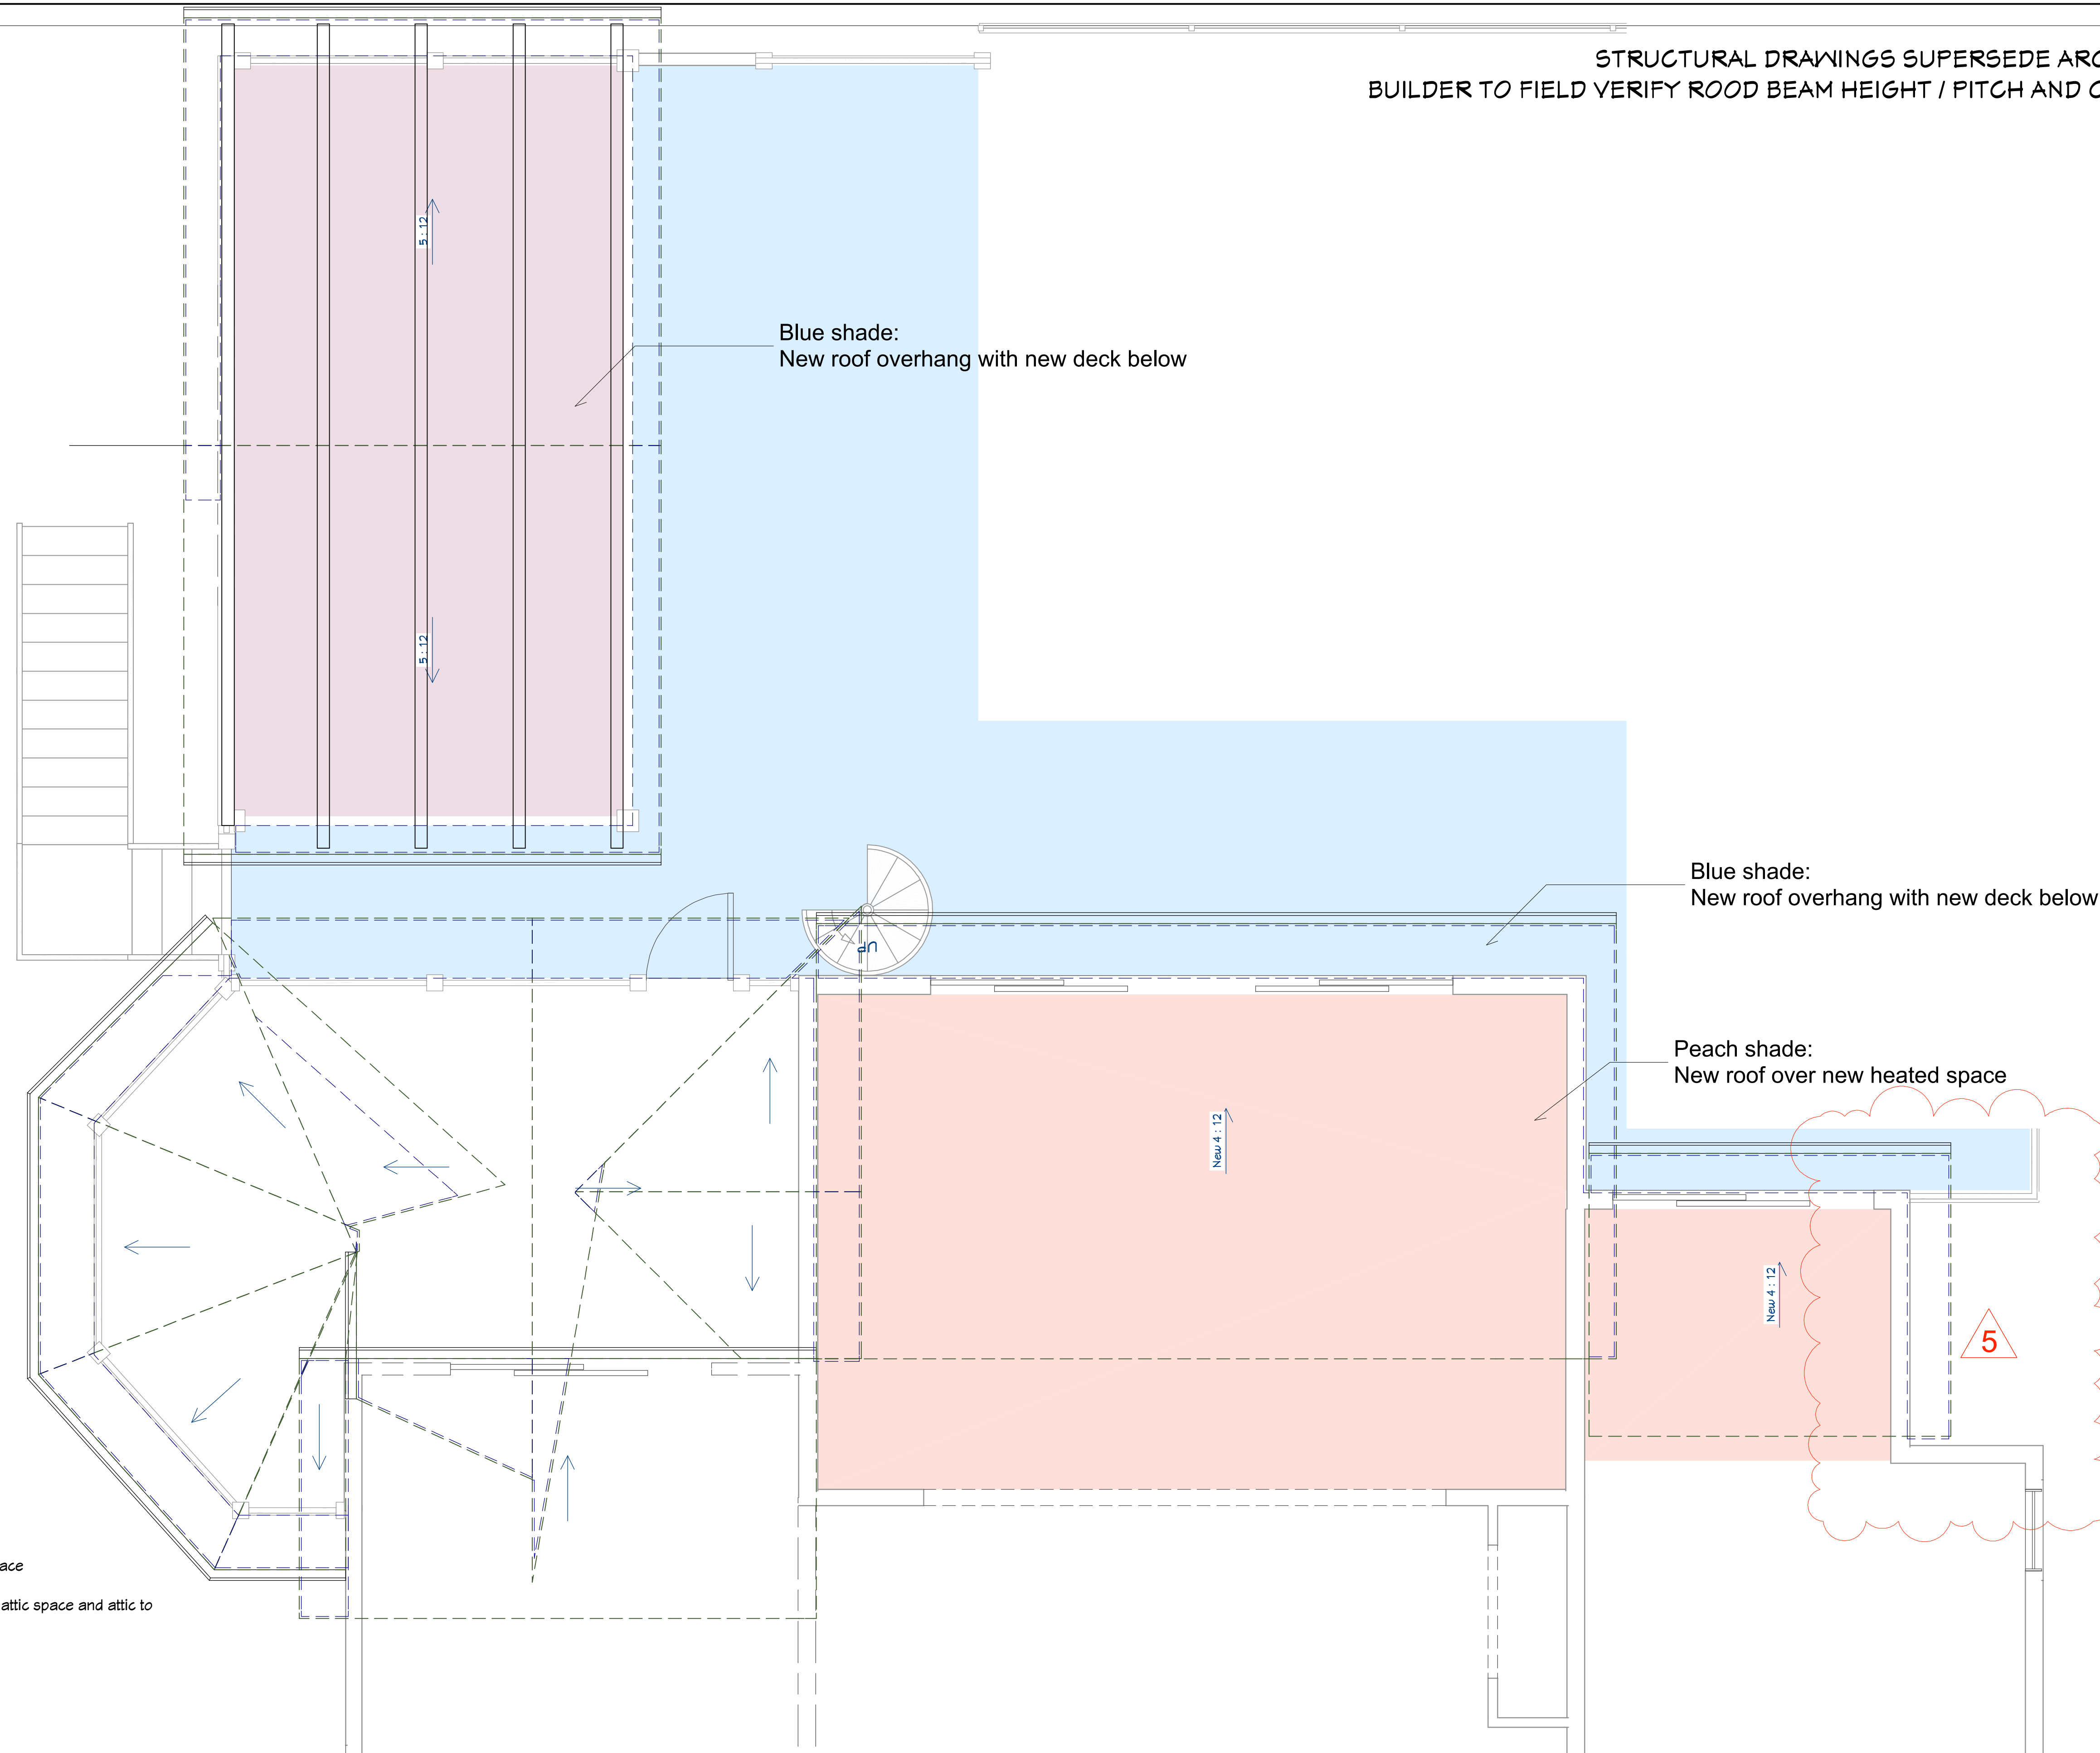 STRUCTURAL DRAWINGS SUPERSEDE
BUILDER TO FIELD VERIFY ROOD BEAM HEIGHT / PITCH AND
5 : 12
Blue shade:
New roof overhang with new deck below
5 : 12
Blue shade:
New roof overhang with new deck below
UP
Peach shade:
New roof over new heated space
New 4 : 12
New 4 : 12
5
attic space and attic to